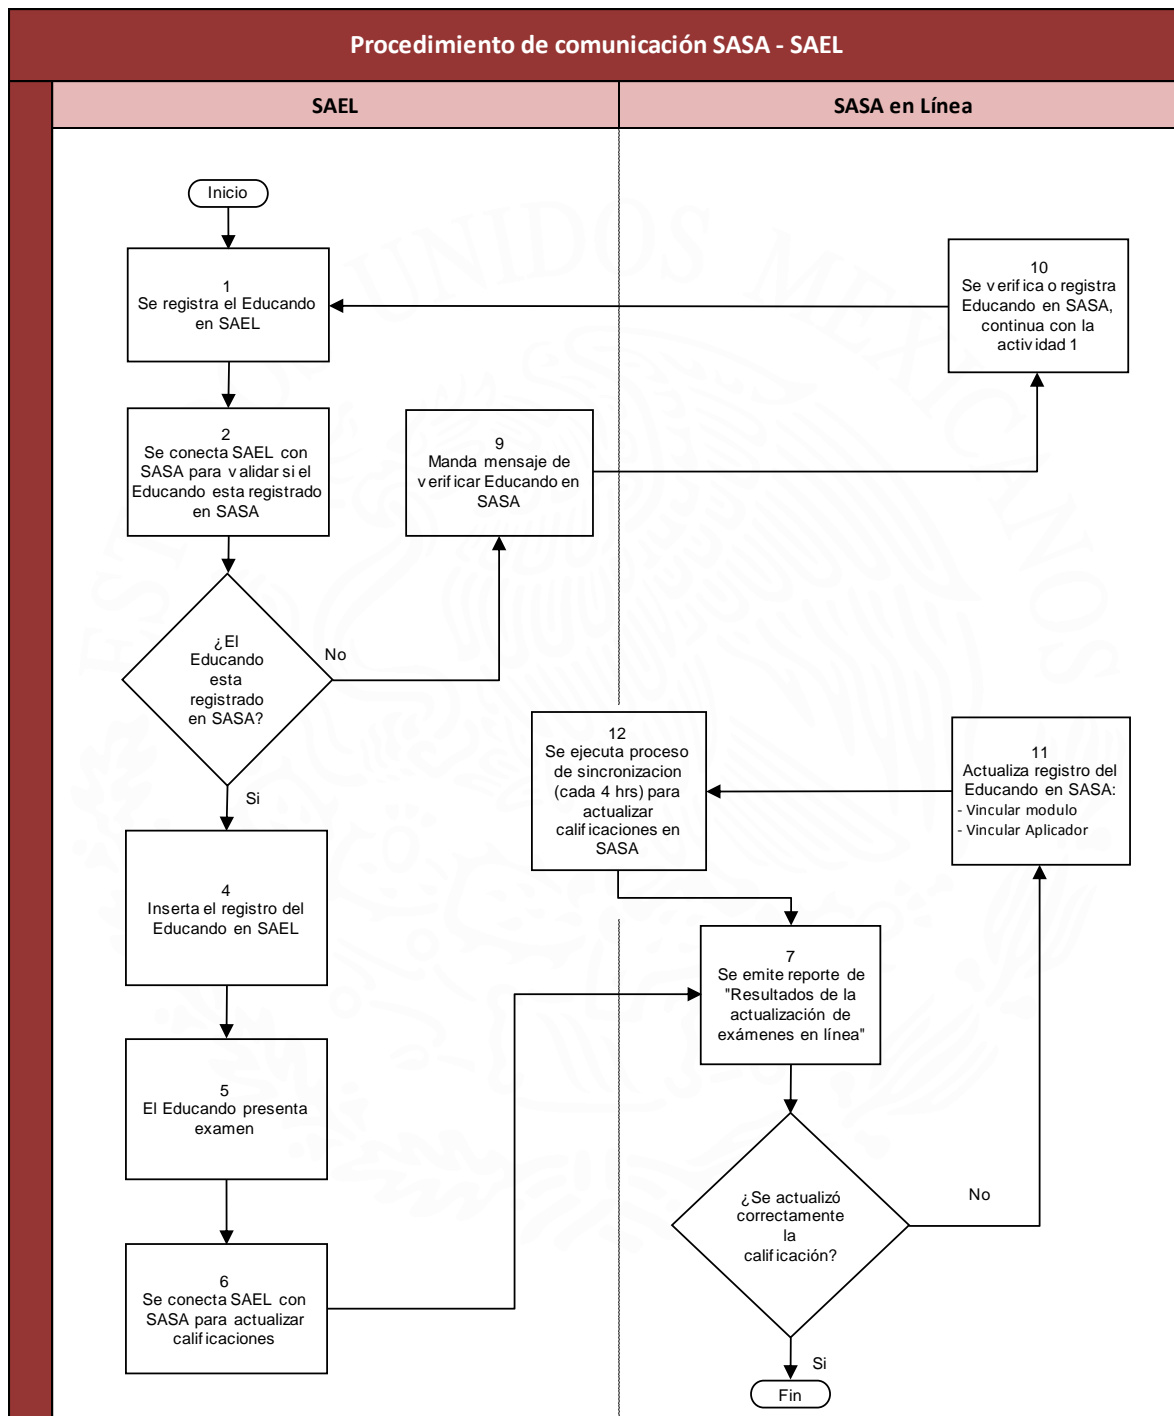 Procedimiento de comunicación SASA - SAEL
SAEL
SASA en Línea
Inicio
1
Se registra el Educando
en SAEL
10
Se verifica o registra
Educando en SASA,
continua con la
actividad 1
2
Se conecta SAEL con
SASA para validar si el
Educando esta registrado
en SASA
9
Manda mensaje de
verificar Educando en
SASA
¿El
Educando
esta
registrado
en SASA?
No
Si
12
Se ejecuta proceso
de sincronizacion
(cada 4 hrs) para
actualizar
calificaciones en
SASA
11
Actualiza registro del
Educando en SASA:
- Vincular modulo
- Vincular Aplicador
4
Inserta el registro del
Educando en SAEL
7
Se emite reporte de
"Resultados de la
actualización de
exámenes en línea"
5
El Educando presenta
examen
¿Se actualizó
correctamente
la
calificación?
No
6
Se conecta SAEL con
SASA para actualizar
calificaciones
Si
Fin
ESTADOS UNIDOS MEXICANOS